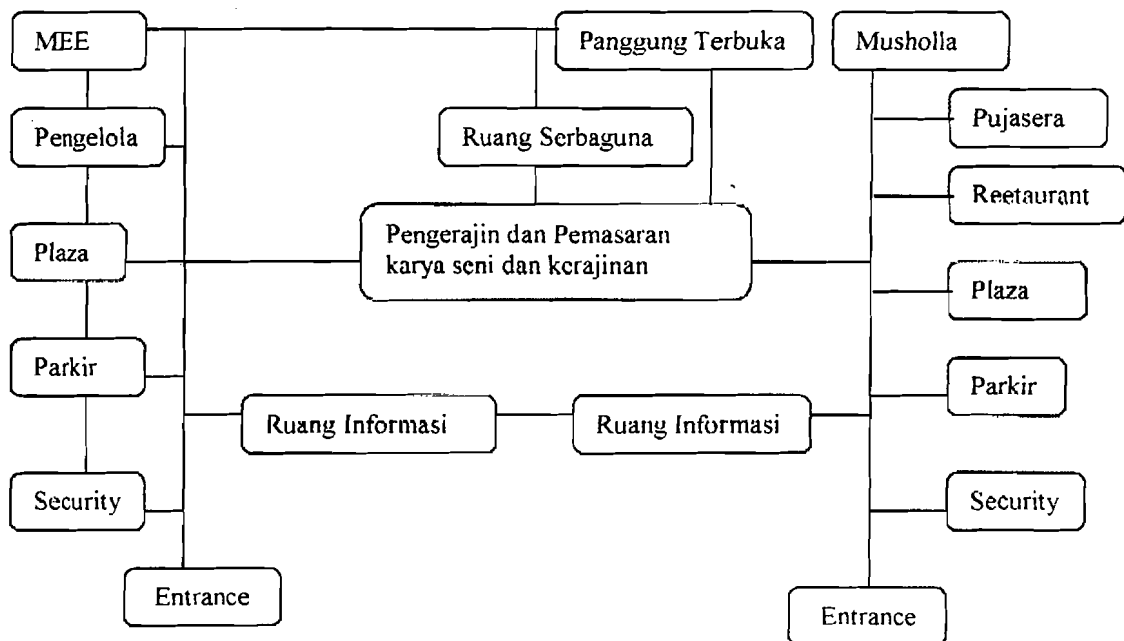 MEE
Panggung Terbuka
Musholla
Pengelola
Ruang Serbaguna
Pujasera
Reetaurant
Plaza
Pengerajin dan Pemasaran
karya seni dan kerajinan
Plaza
Parkir
Parkir
Ruang Informasi
Ruang Informasi
Security
Security
Entrance
Entrance